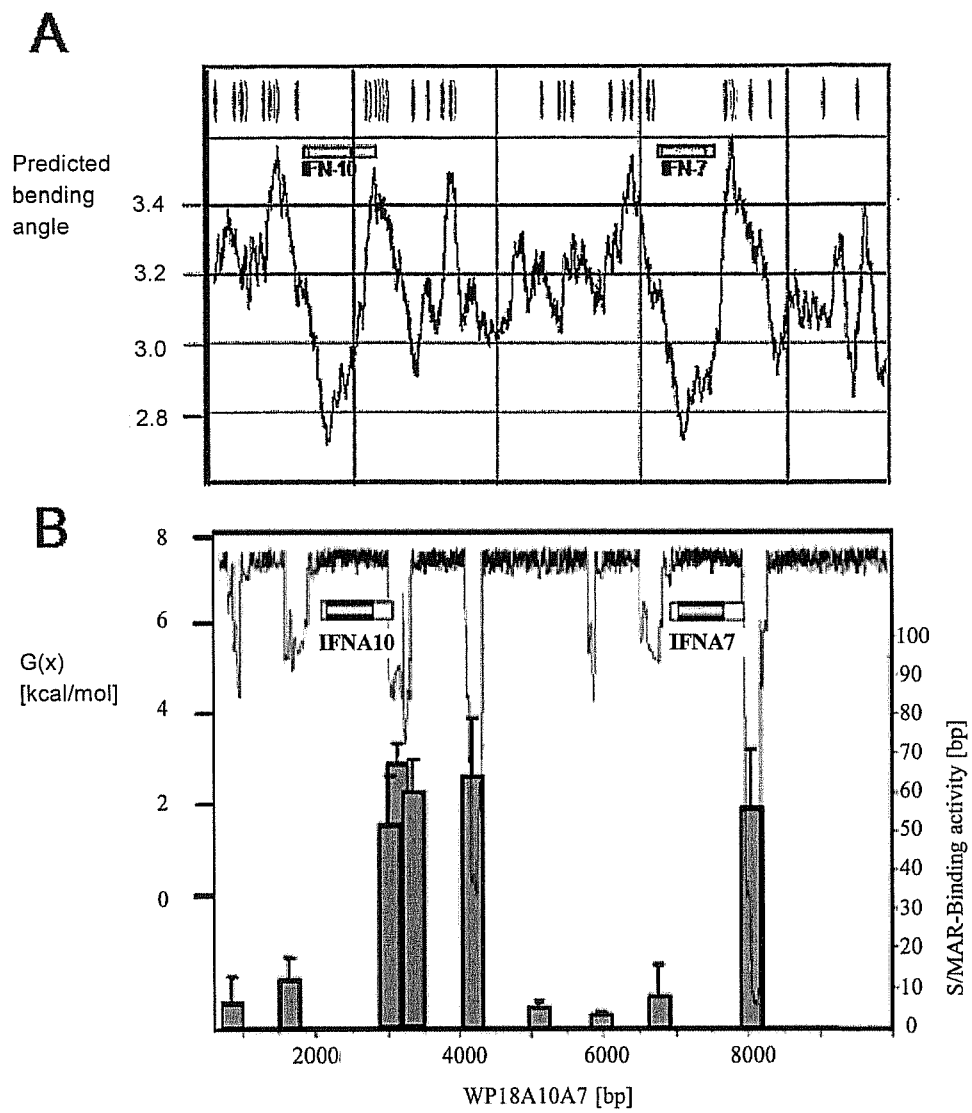 A
Predicted
bending
angle
3.4
3.2
3.0
2.8
IFN-10
IFN-7
B
8
6
4
2
0
G(x)
[kcal/mol]
IFNA10
IFNA7
100
90
80
70
60
50
40
30
20
10
0
S/MAR-Binding activity [bp]
2000
4000
6000
8000
WP18A10A7 [bp]